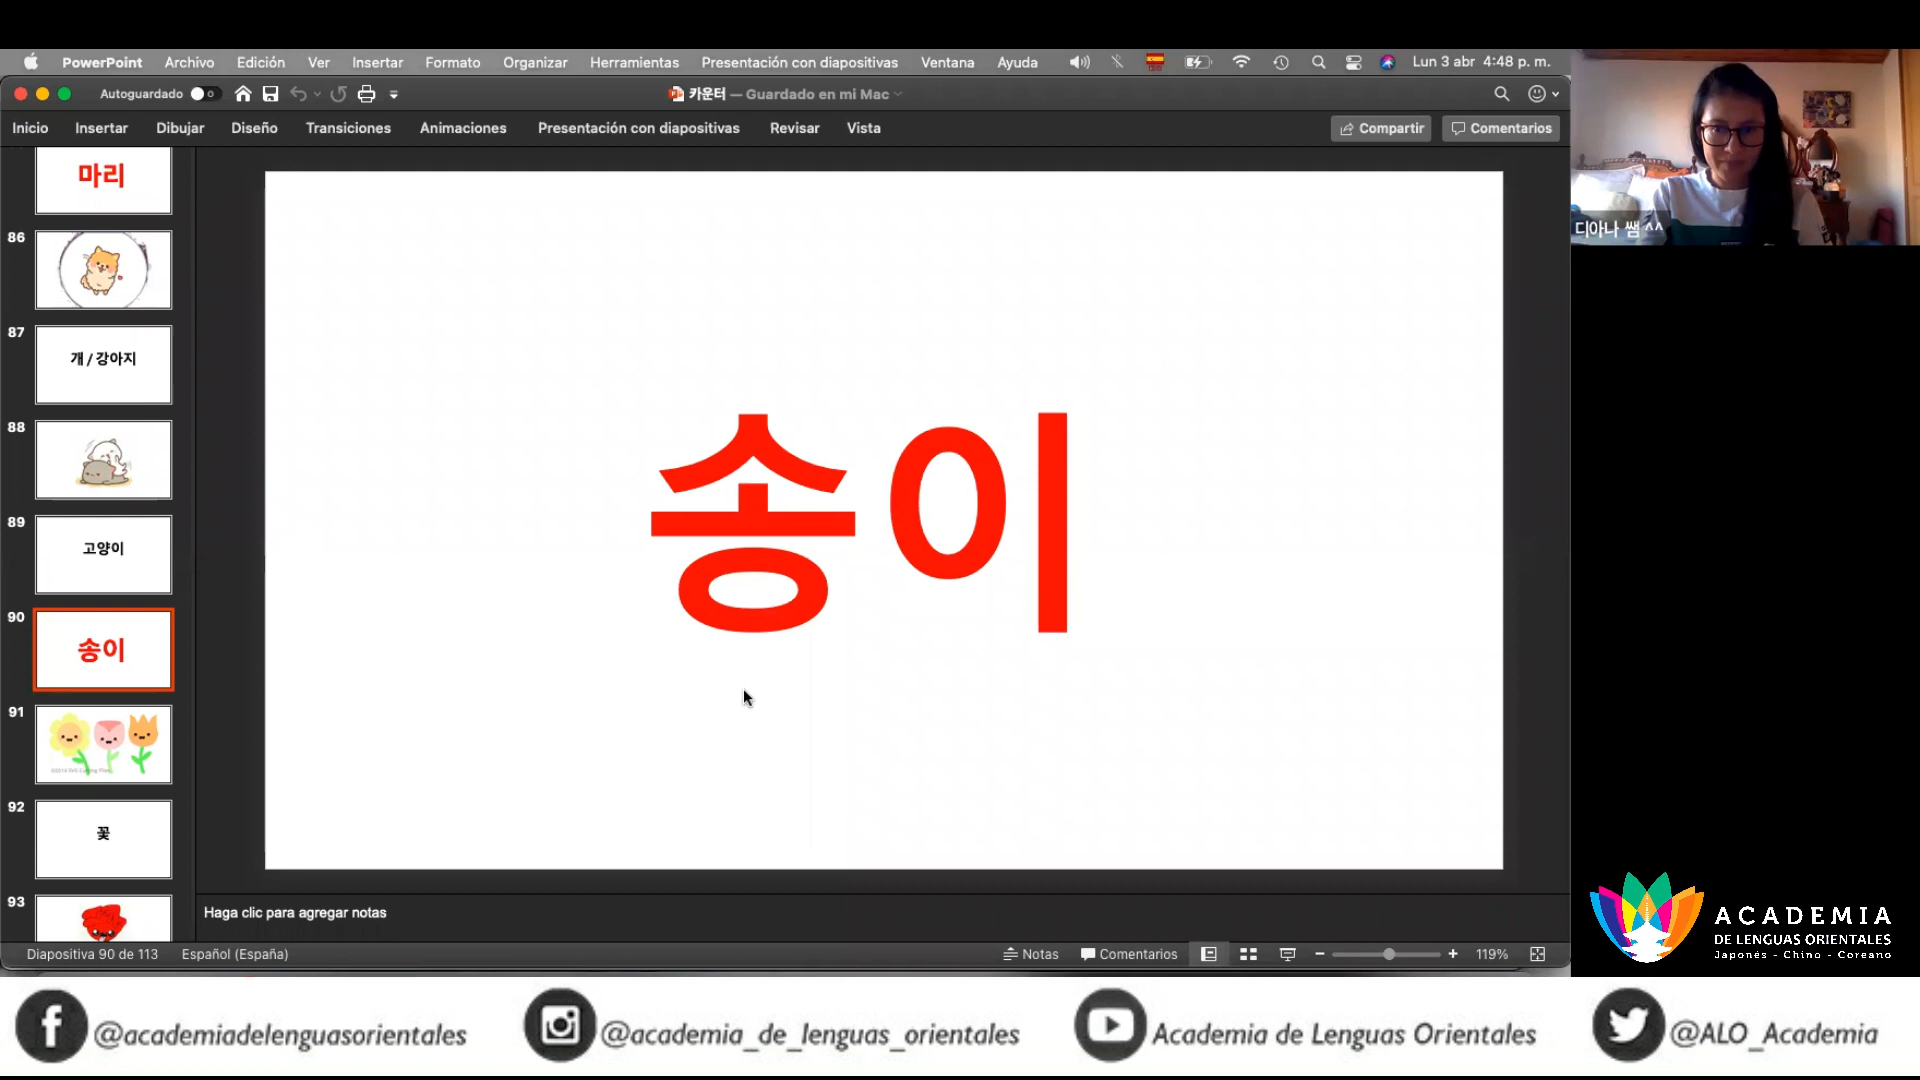 PowerPoint Archivo Edición Ver Insertar Formato Organizar Herramientas Presentación con diapositivas Ventana Ayuda Lun 3 abr 4:48 p. m.
Autoguardado 카운터 — Guardado en mi Mac
Inicio Insertar Dibujar Diseño Transiciones Animaciones Presentación con diapositivas Revisar Vista Compartir Comentarios
마리
86
87
개 / 강아지
88
89
고양이
90
송이
91
92
꽃
93
송이
디아나 쌤 ^^
Haga clic para agregar notas
Diapositiva 90 de 113 Español (España) Notas Comentarios 119%
ACADEMIA
DE LENGUAS ORIENTALES
Japonés - Chino - Coreano
@academiadelenguasorientales @academia_de_lenguas_orientales Academia de Lenguas Orientales @ALO_Academia